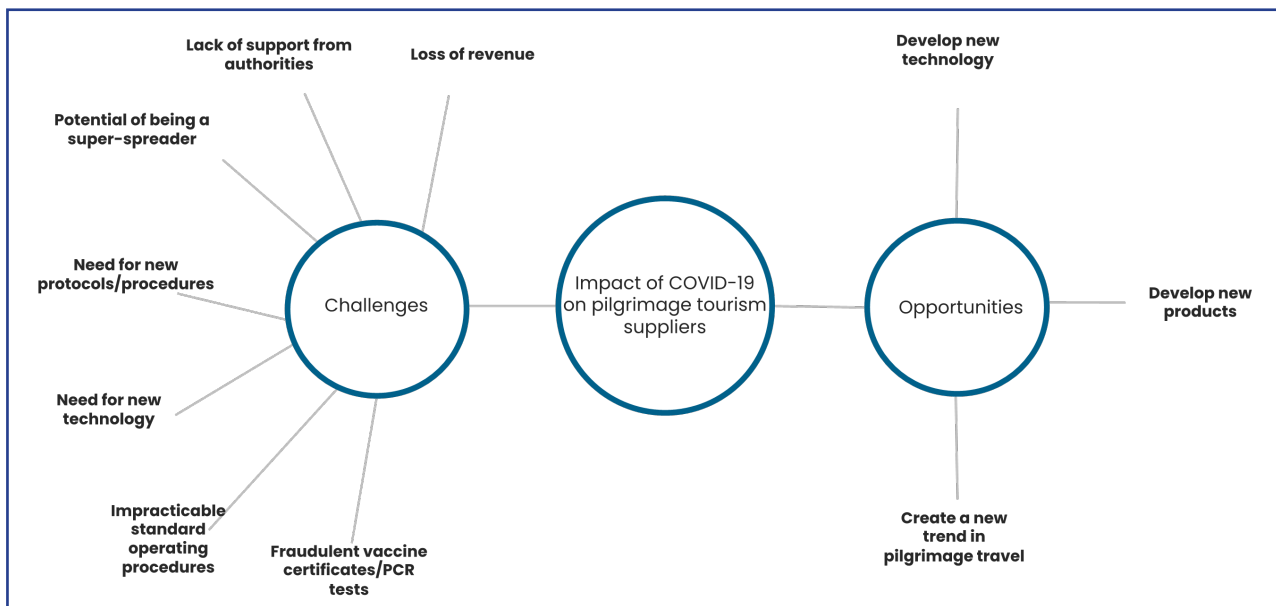 Lack of support from
authorities
Loss of revenue
Potential of being a
super-spreader
Need for new
protocols/procedures
Challenges
Need for new
technology
Impracticable
standard
operating
procedures
Fraudulent vaccine
certificates/PCR
tests
Impact of COVID-19
on pilgrimage tourism
suppliers
Develop new
technology
Opportunities
Develop new
products
Create a new
trend in
pilgrimage travel